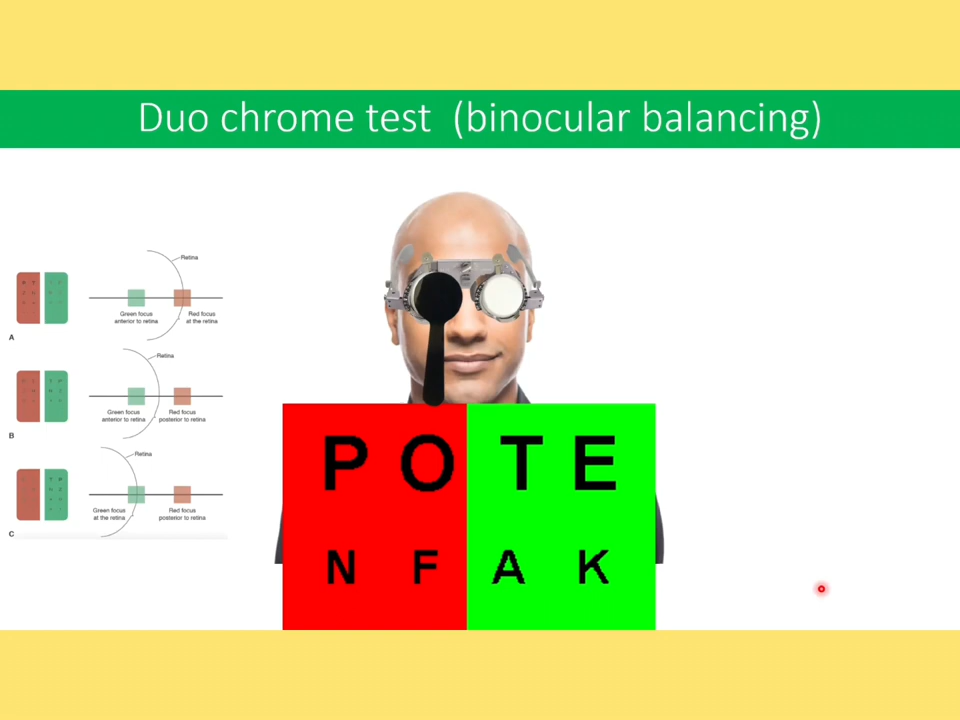 Duo chrome test (binocular balancing)
Retina
Green focus
anterior to retina
Red focus
at the retina
A
Retina
Green focus
anterior to retina
Red focus
posterior to retina
B
Retina
Green focus
at the retina
Red focus
posterior to retina
C
P O T E
N F A K